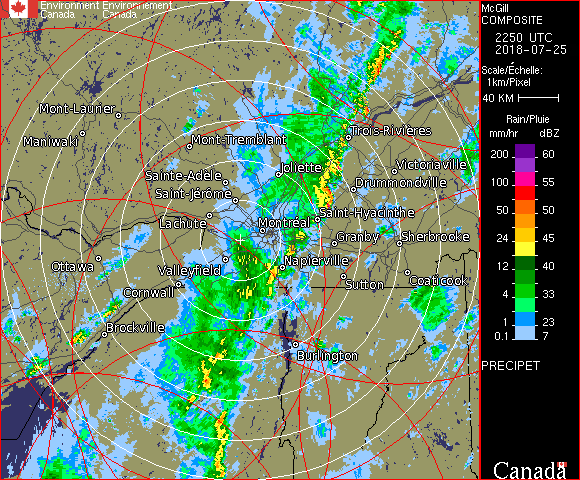 Environment Environnement
Canada Canada
McGill
COMPOSITE
2250 UTC
2018-07-25
Scale/Échelle:
1km/Pixel
40 KM
Rain/Pluie
mm/hr dBZ
200 60
100 55
50 50
24 45
12 40
4 33
1 23
0.1 7
PRECIPET
Canada
Mont-Laurier
Maniwaki
Mont-Tremblant
Trois-Rivières
Sainte-Adèle
Joliette
Victoriaville
Saint-Jérôme
Drummondville
Lachute
Montréal
Saint-Hyacinthe
Granby
Sherbrooke
Ottawa
Valleyfield
Napierville
Cornwall
Sutton
Coaticook
Brockville
Burlington